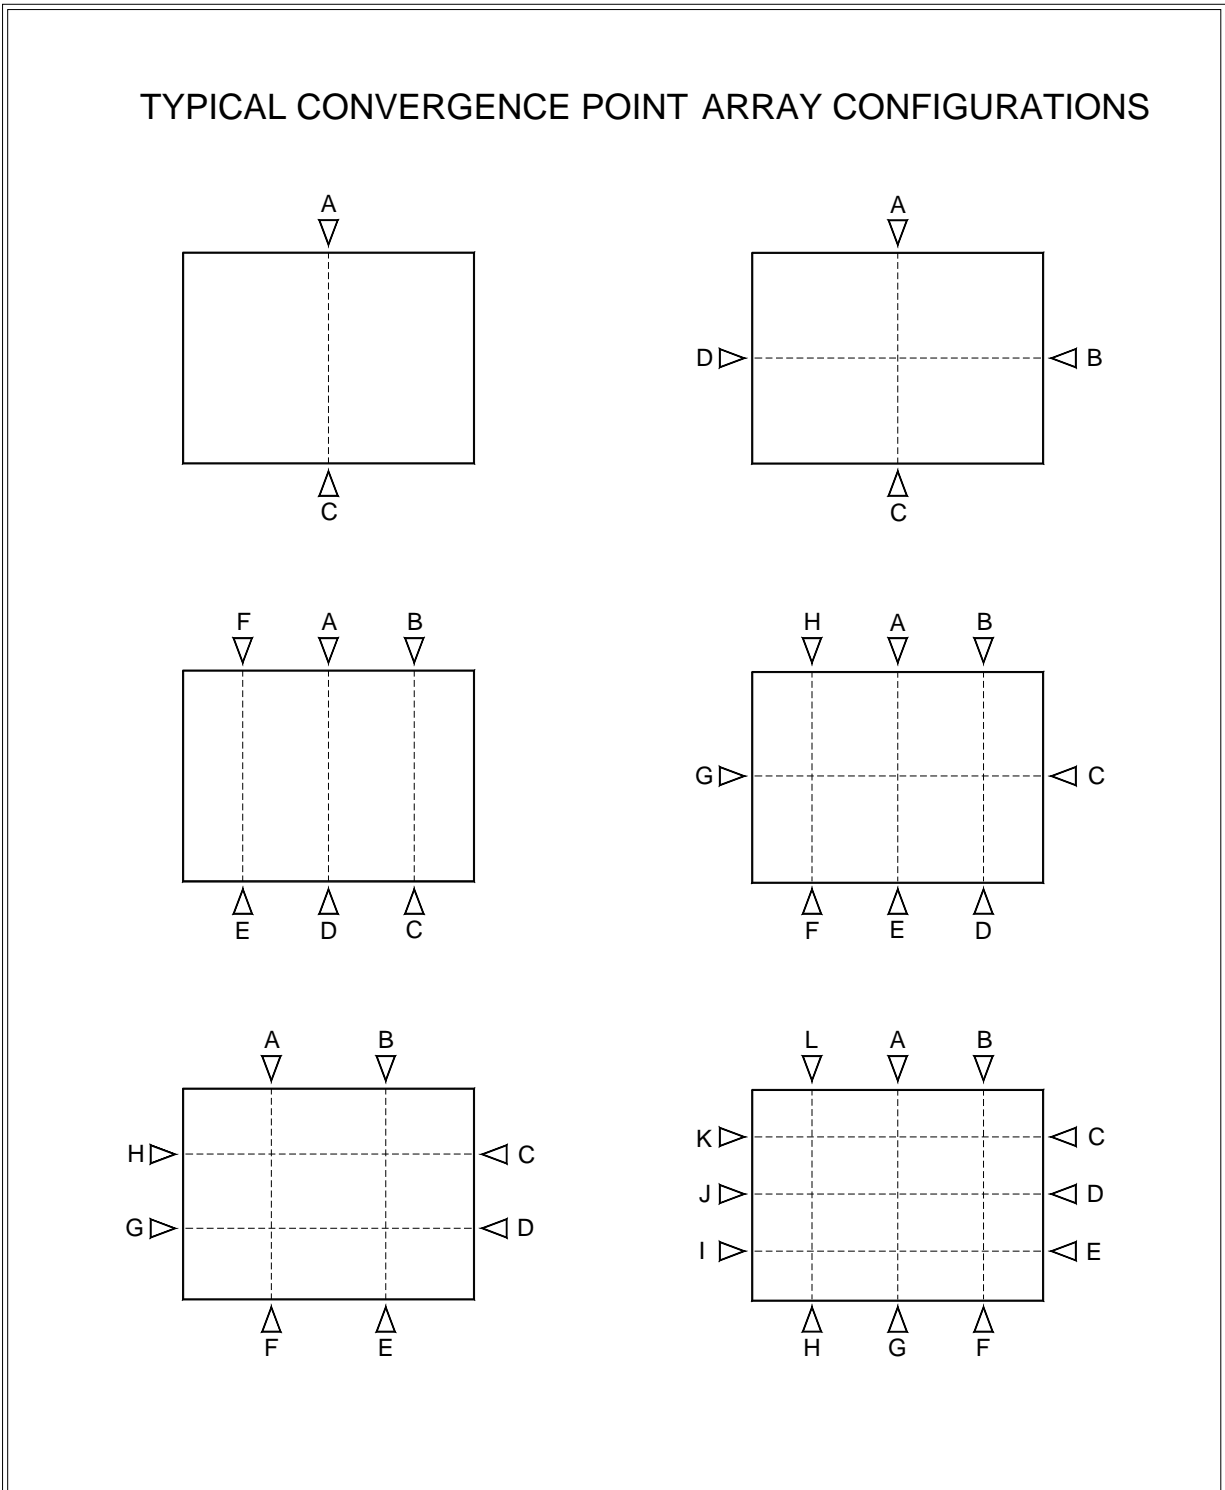 TYPICAL CONVERGENCE POINT ARRAY CONFIGURATIONS
A
C
A
D B
C
F A B
E D C
H A B
G C
F E D
A B
H C
G D
F E
L A B
K C
J D
I E
H G F